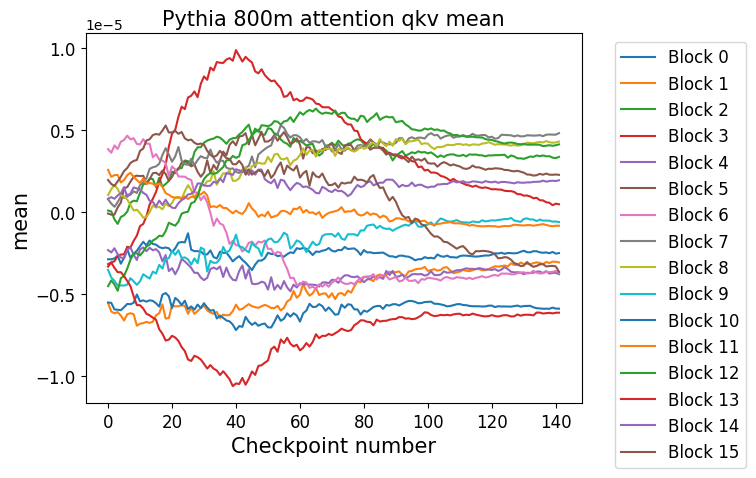 Pythia 800m attention qkv mean
1e−5
1.0
0.5
0.0
−0.5
−1.0
mean
0 20 40 60 80 100 120 140
Checkpoint number
Block 0
Block 1
Block 2
Block 3
Block 4
Block 5
Block 6
Block 7
Block 8
Block 9
Block 10
Block 11
Block 12
Block 13
Block 14
Block 15